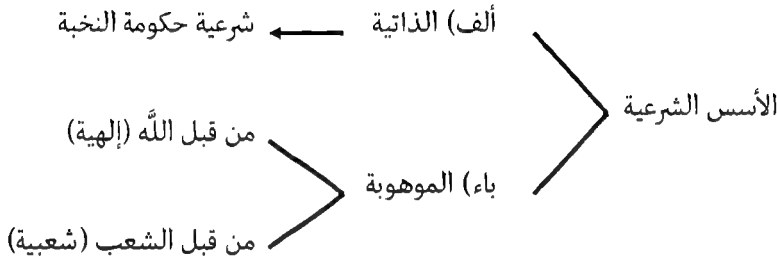 ألف) الذاتية
شرعية حكومة النخبة
الأسس الشرعية
من قبل اللَّه (إلهية)
باء) الموهوبة
من قبل الشعب (شعبية)